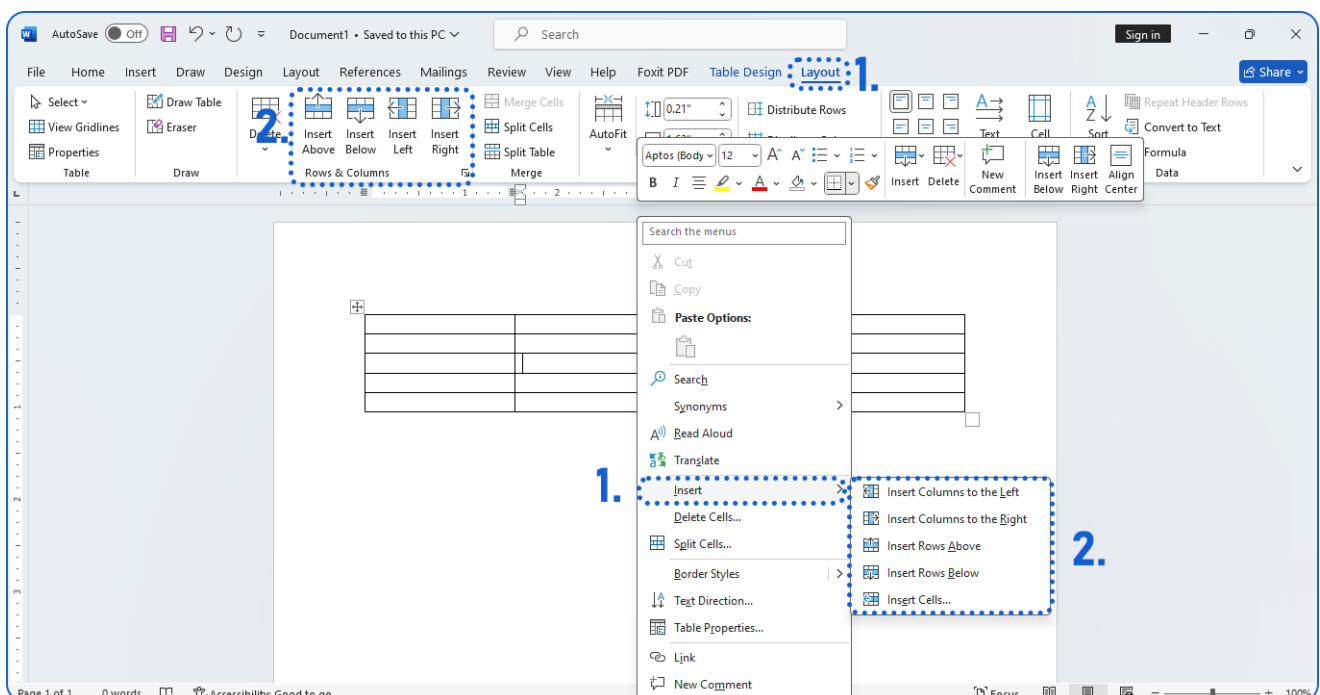 AutoSave Off Document1 • Saved to this PC Search Sign in
File Home Insert Draw Design Layout References Mailings Review View Help Foxit PDF Table Design Layout 1. Share
Select Draw Table Delete Insert Above Insert Below Insert Left Insert Right Merge Cells AutoFit 0.21" Distribute Rows Text Cell Sort Repeat Header Rows
View Gridlines Eraser 2. Split Cells Convert to Text
Properties Split Table Formula
Table Draw Rows & Columns Merge Data
Aptos (Body 12 Insert Delete New Comment Insert Below Insert Right Align Center
B I
1 2
Search the menus
Cut
Copy
Paste Options:
Search
Synonyms
Read Aloud
Translate
1. Insert
Delete Cells...
Split Cells...
Border Styles
Text Direction...
Table Properties...
Link
New Comment
Insert Columns to the Left
Insert Columns to the Right
Insert Rows Above
Insert Rows Below
Insert Cells...
2.
Page 1 of 1 0 words Accessibility: Good to go Focus 100%